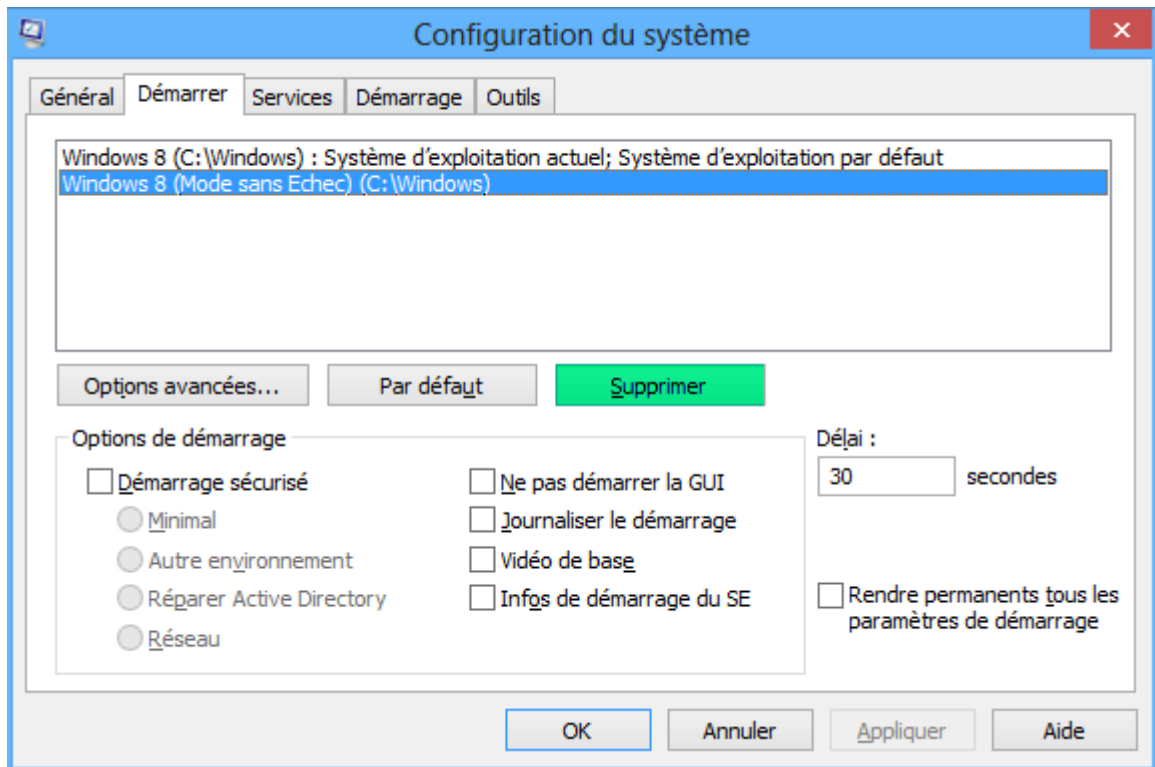 Configuration du système
Général Démarrer Services Démarrage Outils
Windows 8 (C:\Windows) : Système d'exploitation actuel; Système d'exploitation par défaut
Windows 8 (Mode sans Echec) (C:\Windows)
Options avancées... Par défaut Supprimer
Options de démarrage Délai :
Démarrage sécurisé Ne pas démarrer la GUI 30 secondes
Minimal Journaliser le démarrage
Autre environnement Vidéo de base
Réparer Active Directory Infos de démarrage du SE Rendre permanents tous les
paramètres de démarrage
Réseau
OK Annuler Appliquer Aide